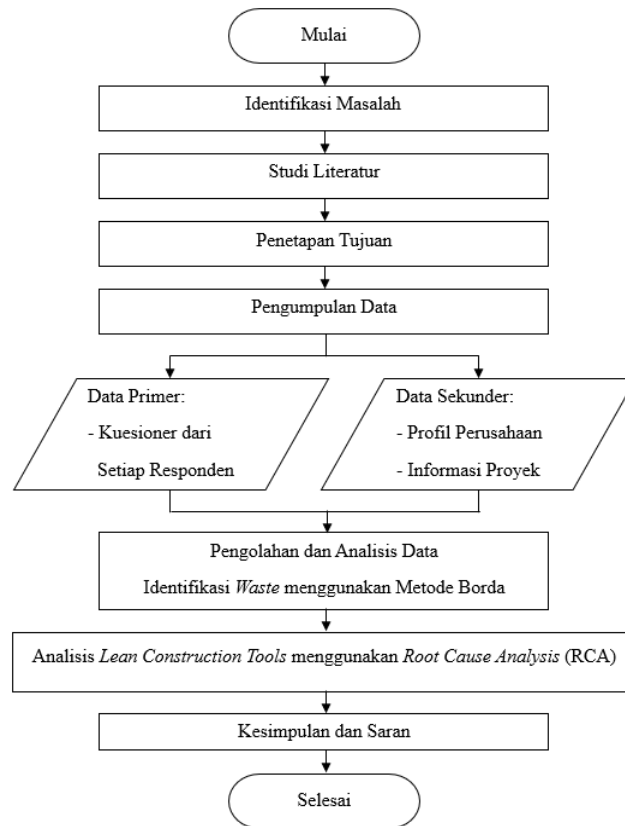 Mulai
Identifikasi Masalah
Studi Literatur
Penetapan Tujuan
Pengumpulan Data
Data Primer:
- Kuesioner dari
Setiap Responden
Data Sekunder:
- Profil Perusahaan
- Informasi Proyek
Pengolahan dan Analisis Data
Identifikasi Waste menggunakan Metode Borda
Analisis Lean Construction Tools menggunakan Root Cause Analysis (RCA)
Kesimpulan dan Saran
Selesai